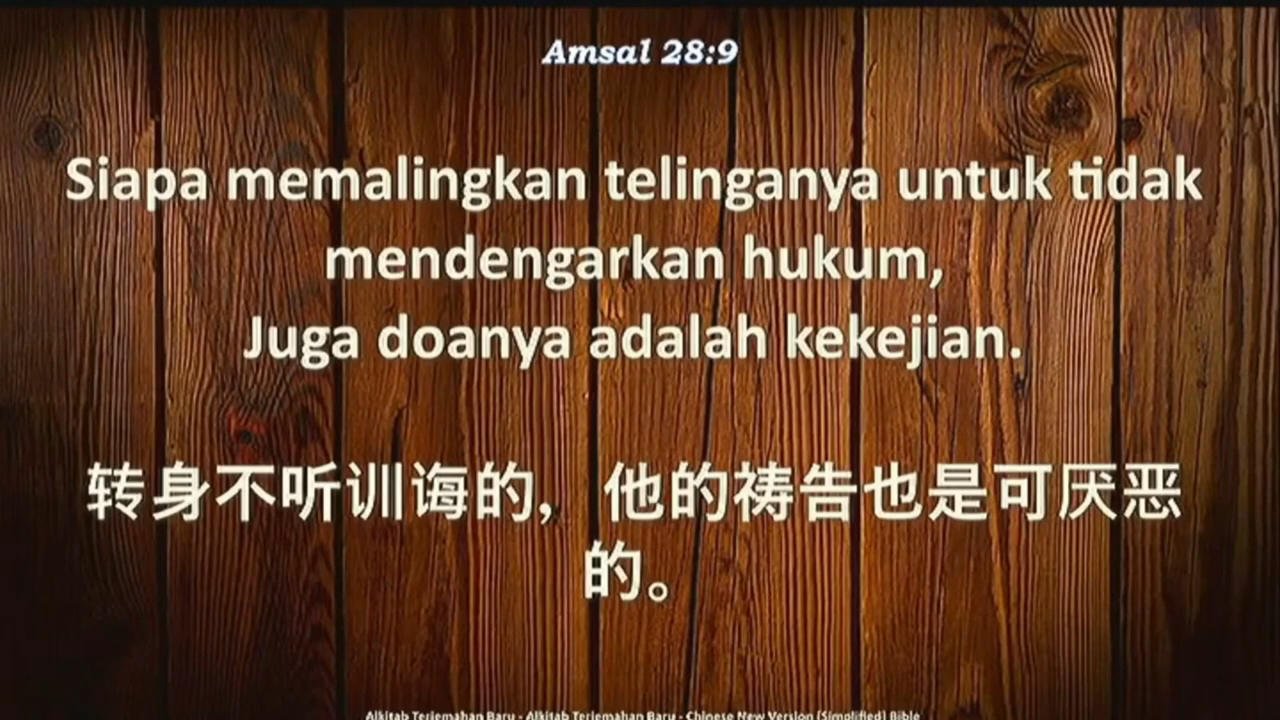 Amsal 28:9
Siapa memalingkan telinganya untuk tidak
mendengarkan hukum,
Juga doanya adalah kekejian.
转身不听训诲的，他的祷告也是可厌恶
的。
Alkitab Terjemahan Baru - Alkitab Terjemahan Baru - Chinese New Version (Simplified) Bible